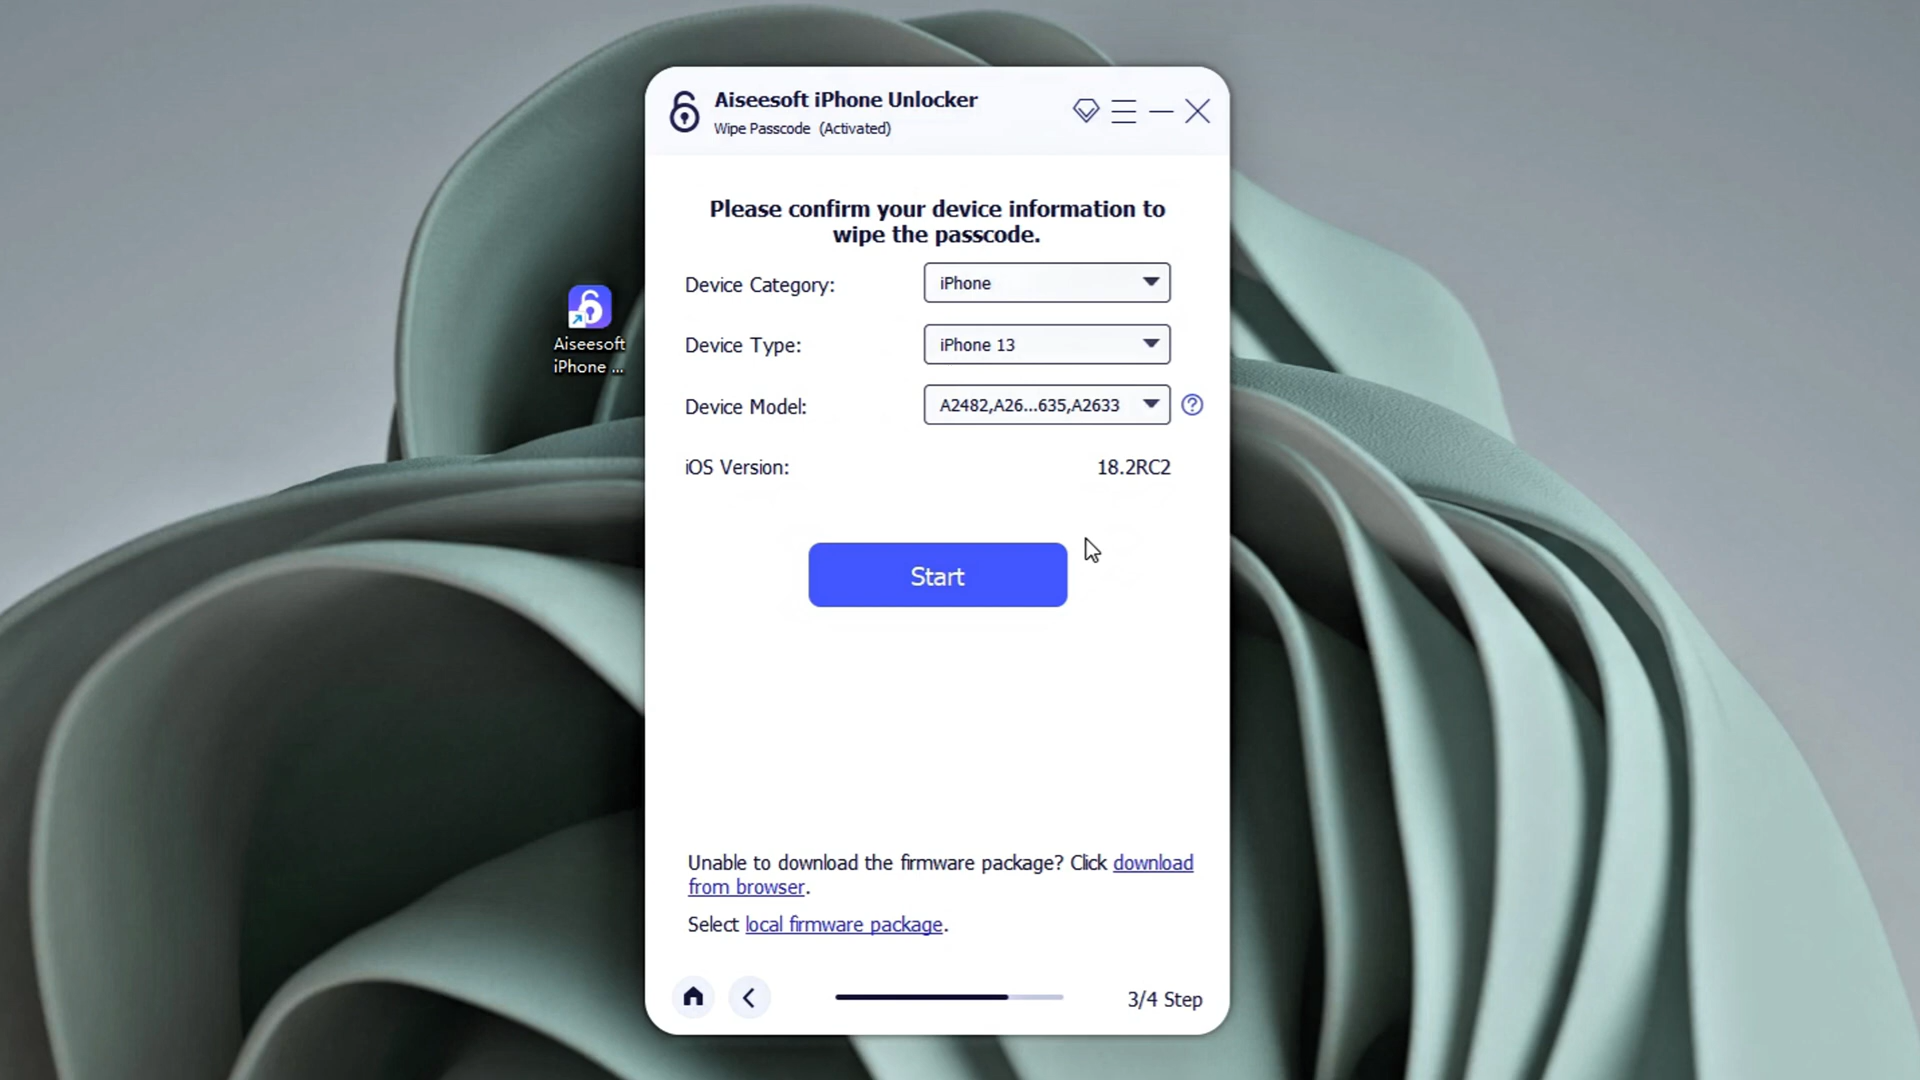 Aiseesoft iPhone Unlocker
Wipe Passcode (Activated)
Please confirm your device information to
wipe the passcode.
Device Category:
iPhone
Device Type:
iPhone 13
Device Model:
A2482,A26...635,A2633
iOS Version:
18.2RC2
Start
Aiseesoft
iPhone ...
Unable to download the firmware package? Click download
from browser.
Select local firmware package.
3/4 Step